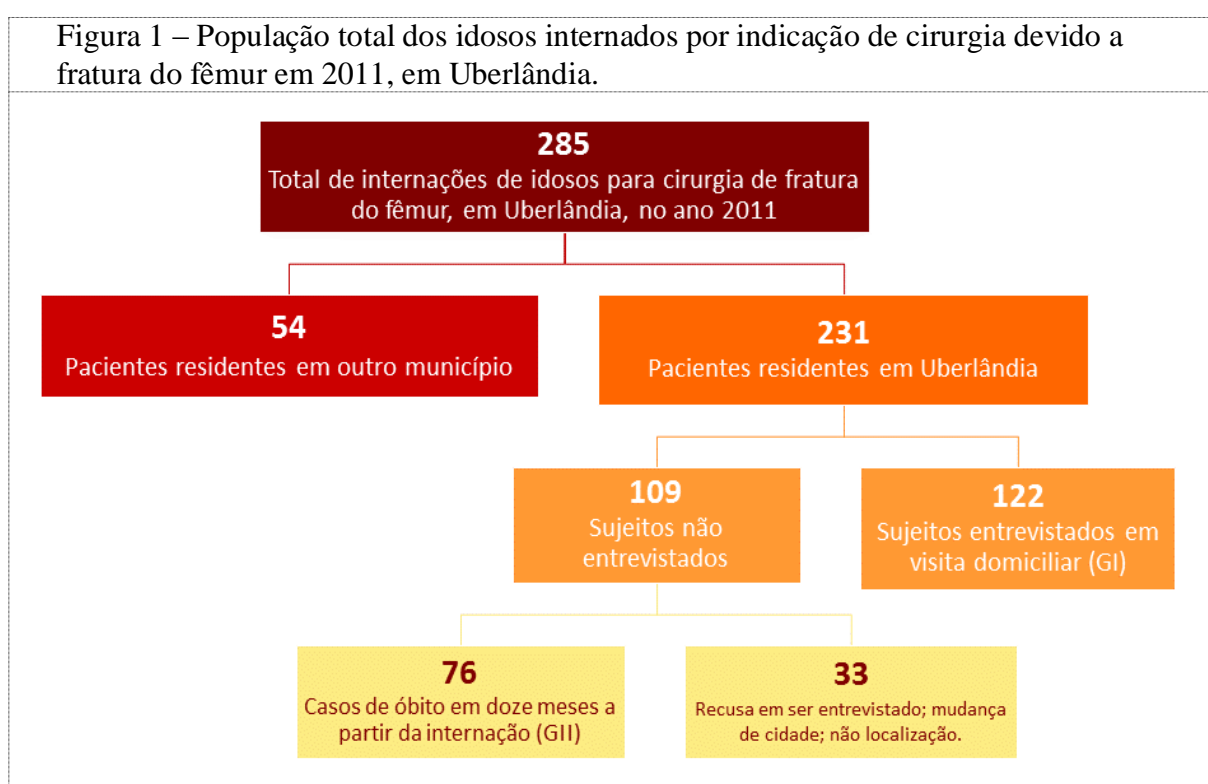 Figura 1 – População total dos idosos internados por indicação de cirurgia devido a
fratura do fêmur em 2011, em Uberlândia.
285
Total de internações de idosos para cirurgia de fratura
do fêmur, em Uberlândia, no ano 2011
54
Pacientes residentes em outro município
231
Pacientes residentes em Uberlândia
109
Sujeitos não
entrevistados
122
Sujeitos entrevistados em
visita domiciliar (GI)
76
Casos de óbito em doze meses a
partir da internação (GII)
33
Recusa em ser entrevistado; mudança
de cidade; não localização.